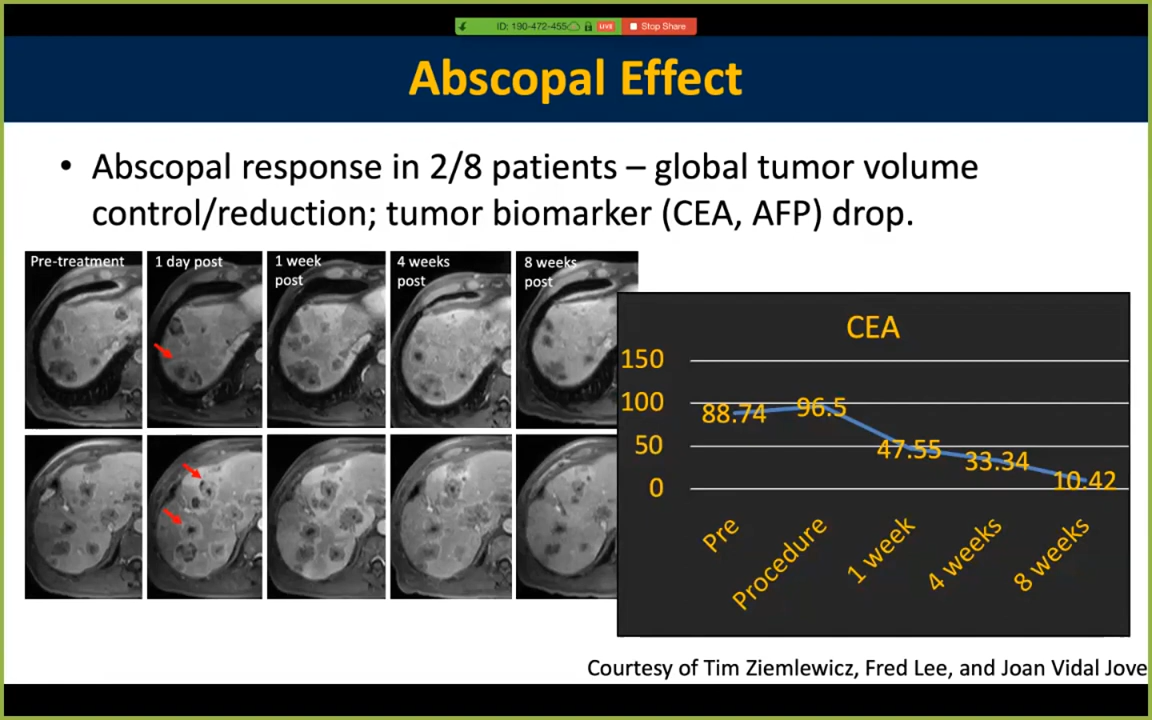 ID: 190-472-455
LIVE
Stop Share
Abscopal Effect
• Abscopal response in 2/8 patients – global tumor volume
control/reduction; tumor biomarker (CEA, AFP) drop.
Pre-treatment
1 day post
1 week
post
4 weeks
post
8 weeks
post
CEA
150
100
50
0
88.74
96.5
47.55
33.34
10.42
Pre
Procedure
1 week
4 weeks
8 weeks
Courtesy of Tim Ziemlewicz, Fred Lee, and Joan Vidal Jove